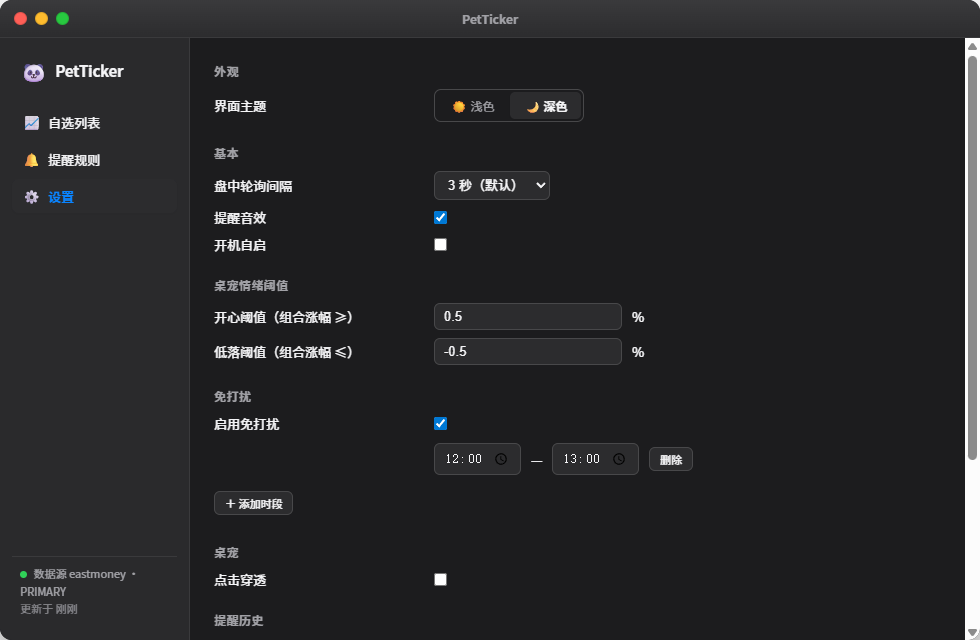 PetTicker
PetTicker
自选列表
提醒规则
设置
数据源 eastmoney ·
PRIMARY
更新于 刚刚
外观
界面主题
浅色
深色
基本
盘中轮询间隔
3 秒（默认）
提醒音效
开机自启
桌宠情绪阈值
开心阈值（组合涨幅 ≥）
0.5
%
低落阈值（组合涨幅 ≤）
-0.5
%
免打扰
启用免打扰
12:00 — 13:00 删除
＋添加时段
桌宠
点击穿透
提醒历史